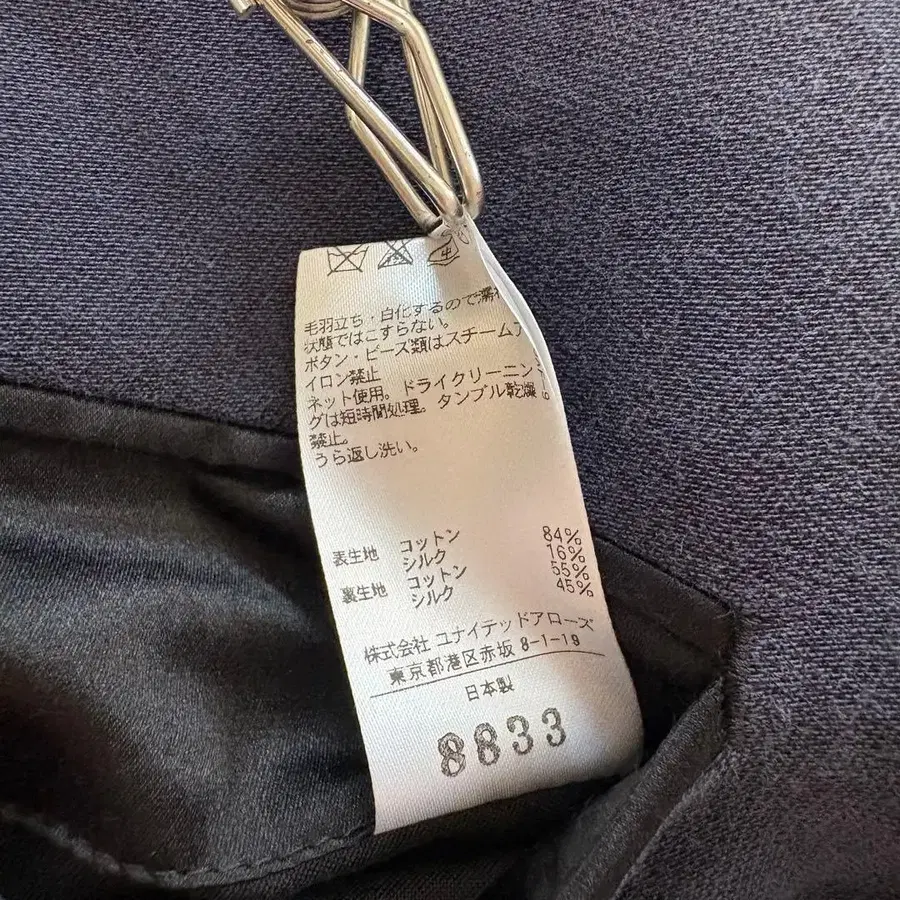 毛羽立ち・白化するので濡
状態ではこすらない。
ボタン・ビーズ類はスチームア
イロン禁止
ネット使用。ドライクリーニン
グは短時間処理。タンブル乾燥
禁止。
うら返し洗い。
表生地 コットン 84%
シルク 16%
裏生地 コットン 55%
シルク 45%
株式会社 ユナイテッドアローズ
東京都港区赤坂 8-1-19
日本製
8833